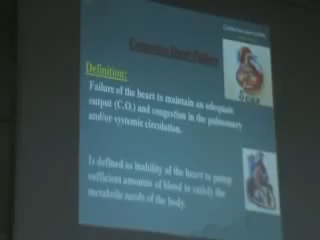 Congestive Heart Failure
Definition:
Failure of the heart to maintain an adequate
output (C.O.) and congestion in the pulmonary
and/or systemic circulation.
Is defined as inability of the heart to pump
sufficient amounts of blood to satisfy the
metabolic needs of the body.